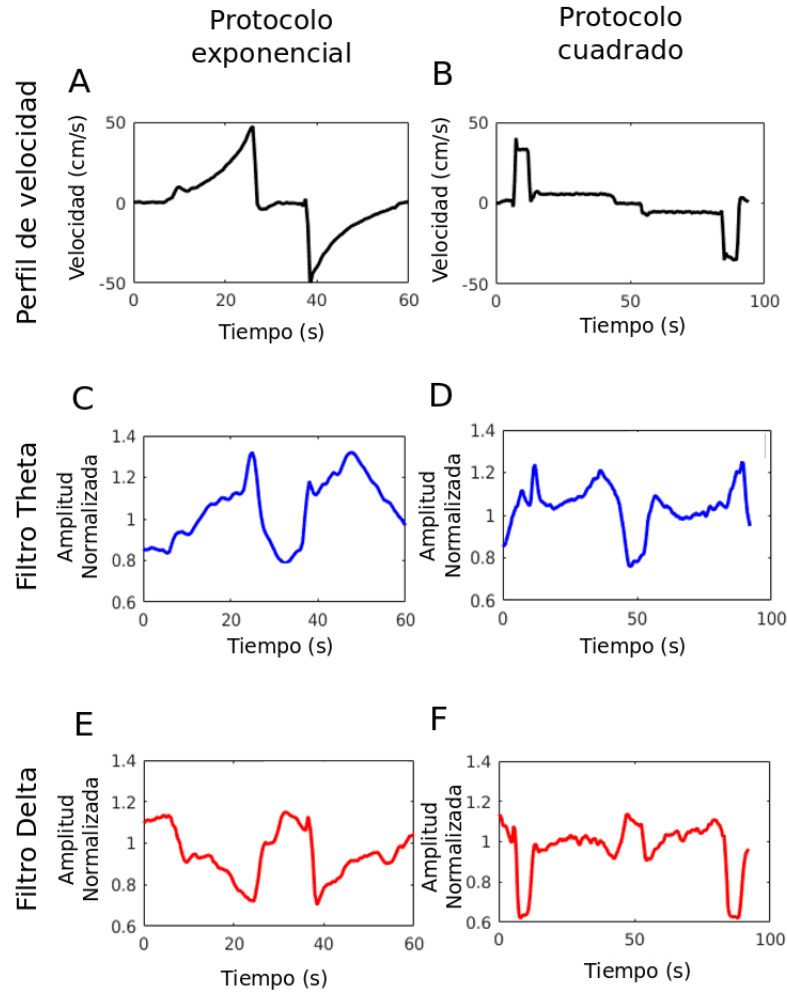 Protocolo
exponencial
Protocolo
cuadrado
Perfil de velocidad
A
Velocidad (cm/s)
50
0
-50
0
20
40
60
Tiempo (s)
B
Velocidad (cm/s)
50
0
-50
0
50
100
Tiempo (s)
Filtro Theta
C
Amplitud
Normalizada
1.4
1.2
1
0.8
0.6
0
20
40
60
Tiempo (s)
D
Amplitud
Normalizada
1.4
1.2
1
0.8
0.6
0
50
100
Tiempo (s)
Filtro Delta
E
Amplitud
Normalizada
1.4
1.2
1
0.8
0.6
0
20
40
60
Tiempo (s)
F
Amplitud
Normalizada
1.4
1.2
1
0.8
0.6
0
50
100
Tiempo (s)